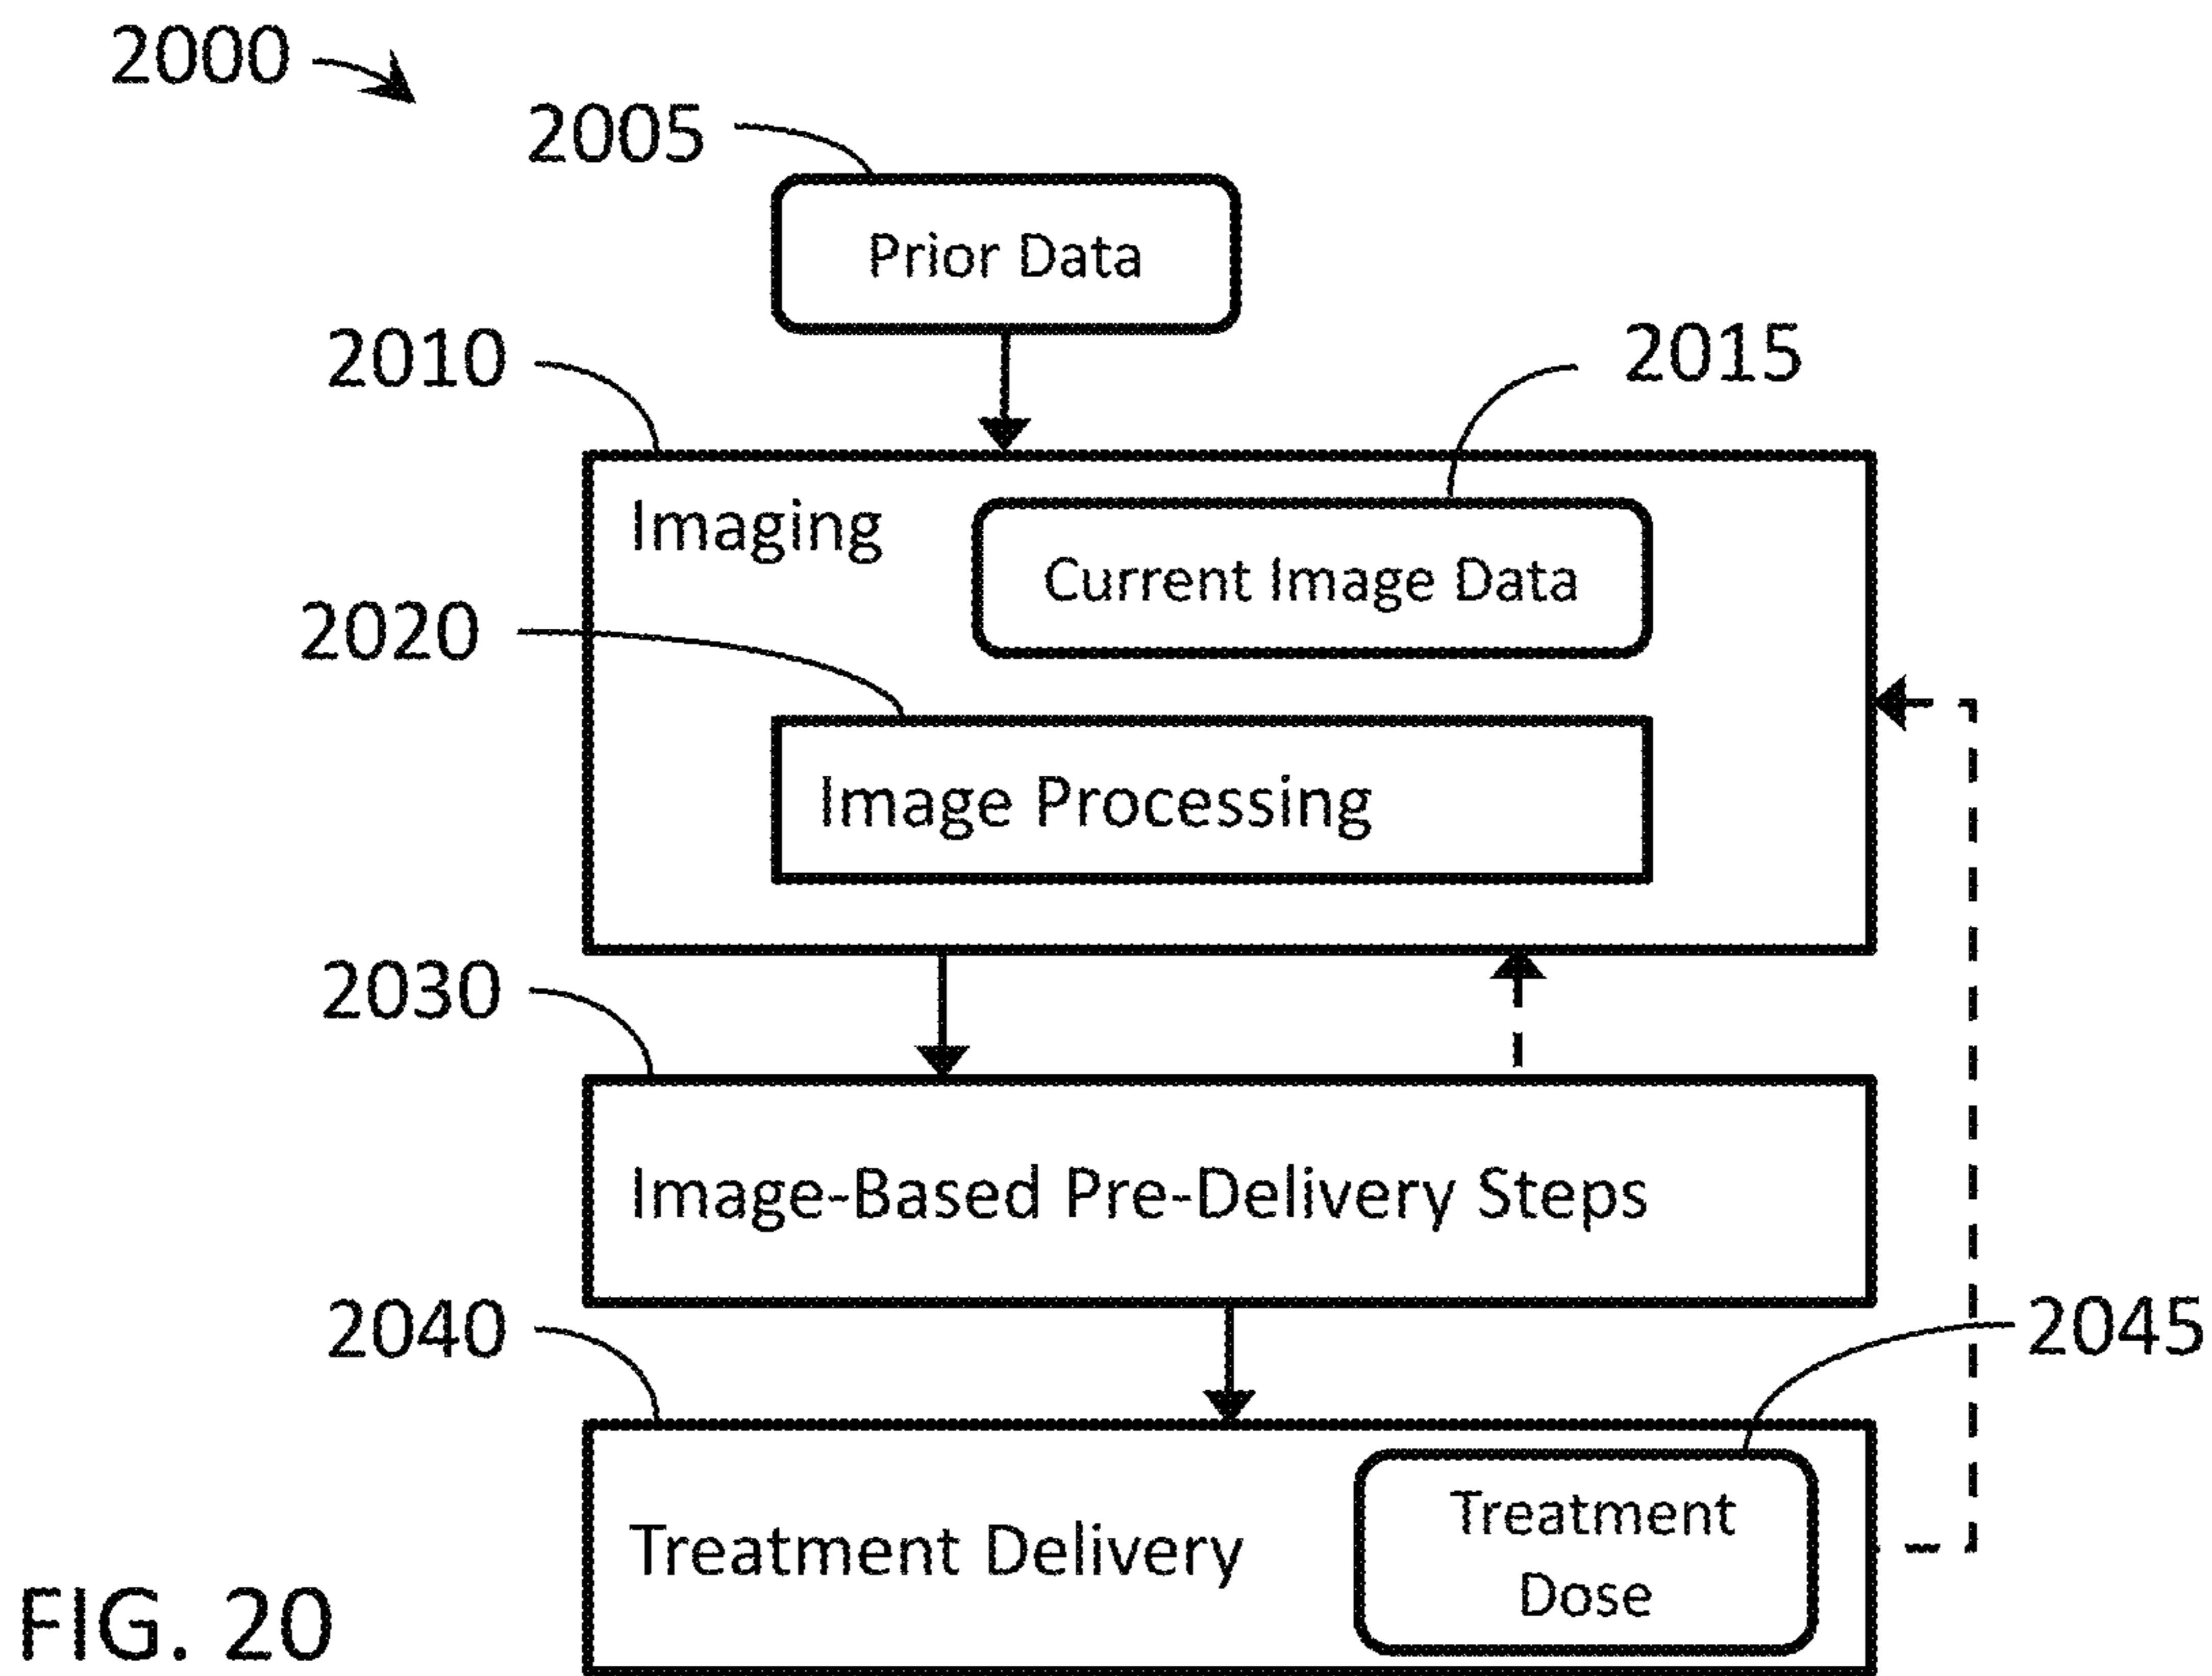 2000
2005
Prior Data
2010
2015
Imaging
Current Image Data
2020
Image Processing
2030
Image-Based Pre-Delivery Steps
2040
2045
Treatment Delivery
Treatment
Dose
FIG. 20